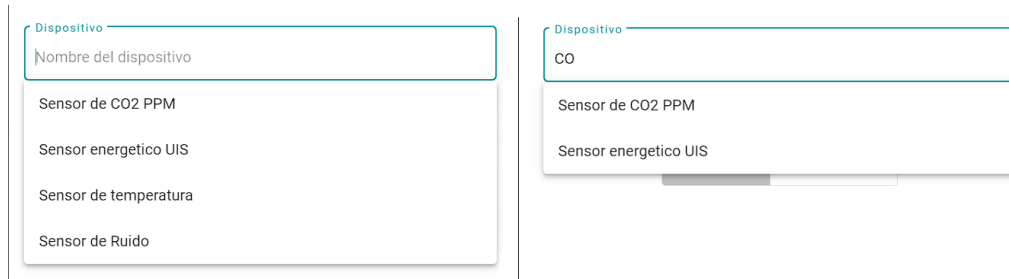 Dispositivo
Nombre del dispositivo
Sensor de CO2 PPM
Sensor energetico UIS
Sensor de temperatura
Sensor de Ruido
Dispositivo
CO
Sensor de CO2 PPM
Sensor energetico UIS